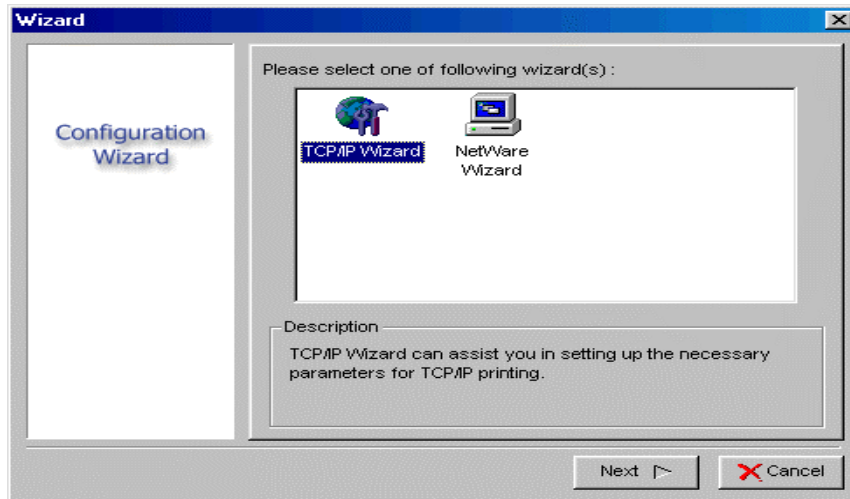 Wizard
Configuration
Wizard
Please select one of following wizard(s) :
TCP/IP Wizard
NetWare
Wizard
Description
TCP/IP Wizard can assist you in setting up the necessary
parameters for TCP/IP printing.
Next
Cancel